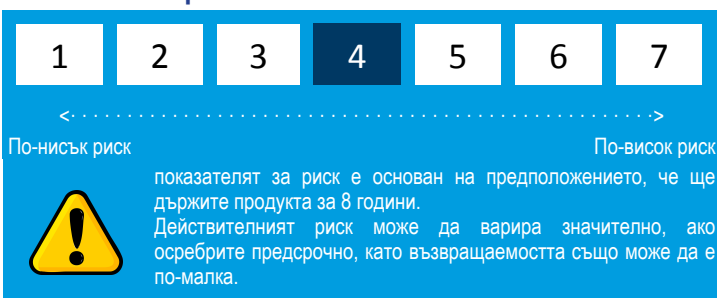 1 2 3 4 5 6 7
<· · · · · · · · · · · · · · · · · · · · · · · · · · · · · · · · · · · · · · · · · · · · · · · · · · · · · ·>
По-нисък риск По-висок риск
показателят за риск е основан на предположението, че ще
държите продукта за 8 години.
Действителният риск може да варира значително, ако
осребрите предсрочно, като възвращаемостта също може да е
по-малка.